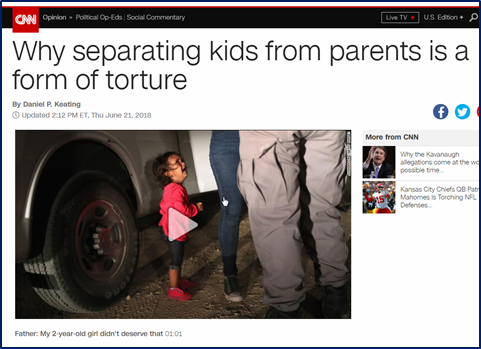 CNN Opinion » Political Op-Eds | Social Commentary Live TV U.S. Edition +
Why separating kids from parents is a
form of torture
By Daniel P. Keating
Updated 2:12 PM ET, Thu June 21, 2018
More from CNN
Why the Kavanaugh
allegations come at the wo
possible time...
Kansas City Chiefs QB Patr
Mahomes Is Torching NFL
Defenses...
Father: My 2-year-old girl didn't deserve that 01:01